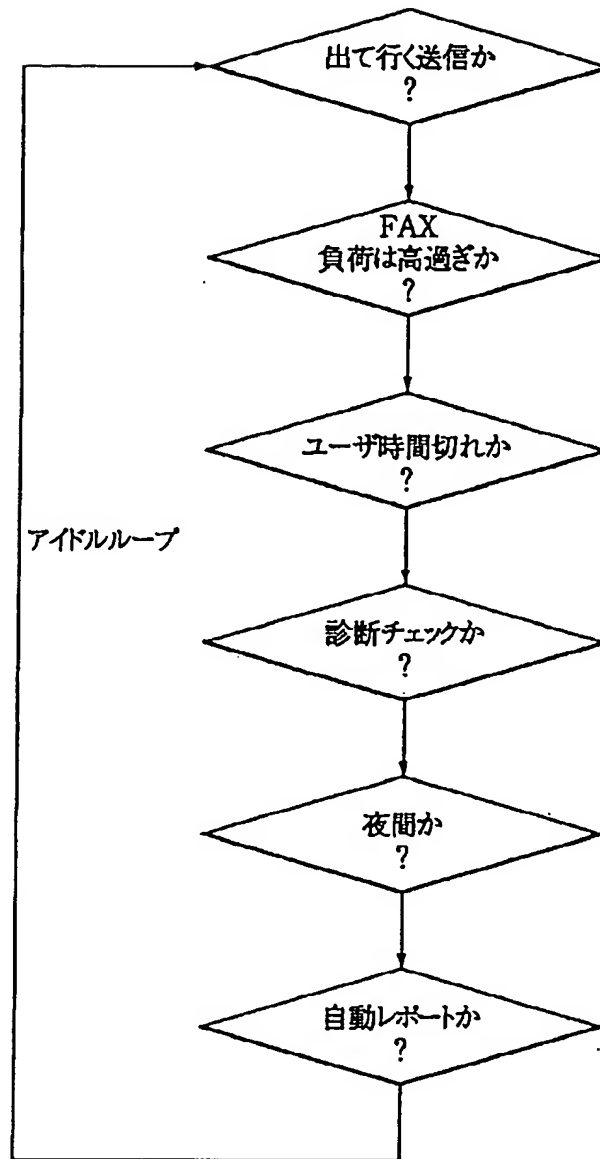 出て行く送信か
?
FAX
負荷は高過ぎか
?
ユーザ時間切れか
?
アイドルループ
診断チェックか
?
夜間か
?
自動レポートか
?